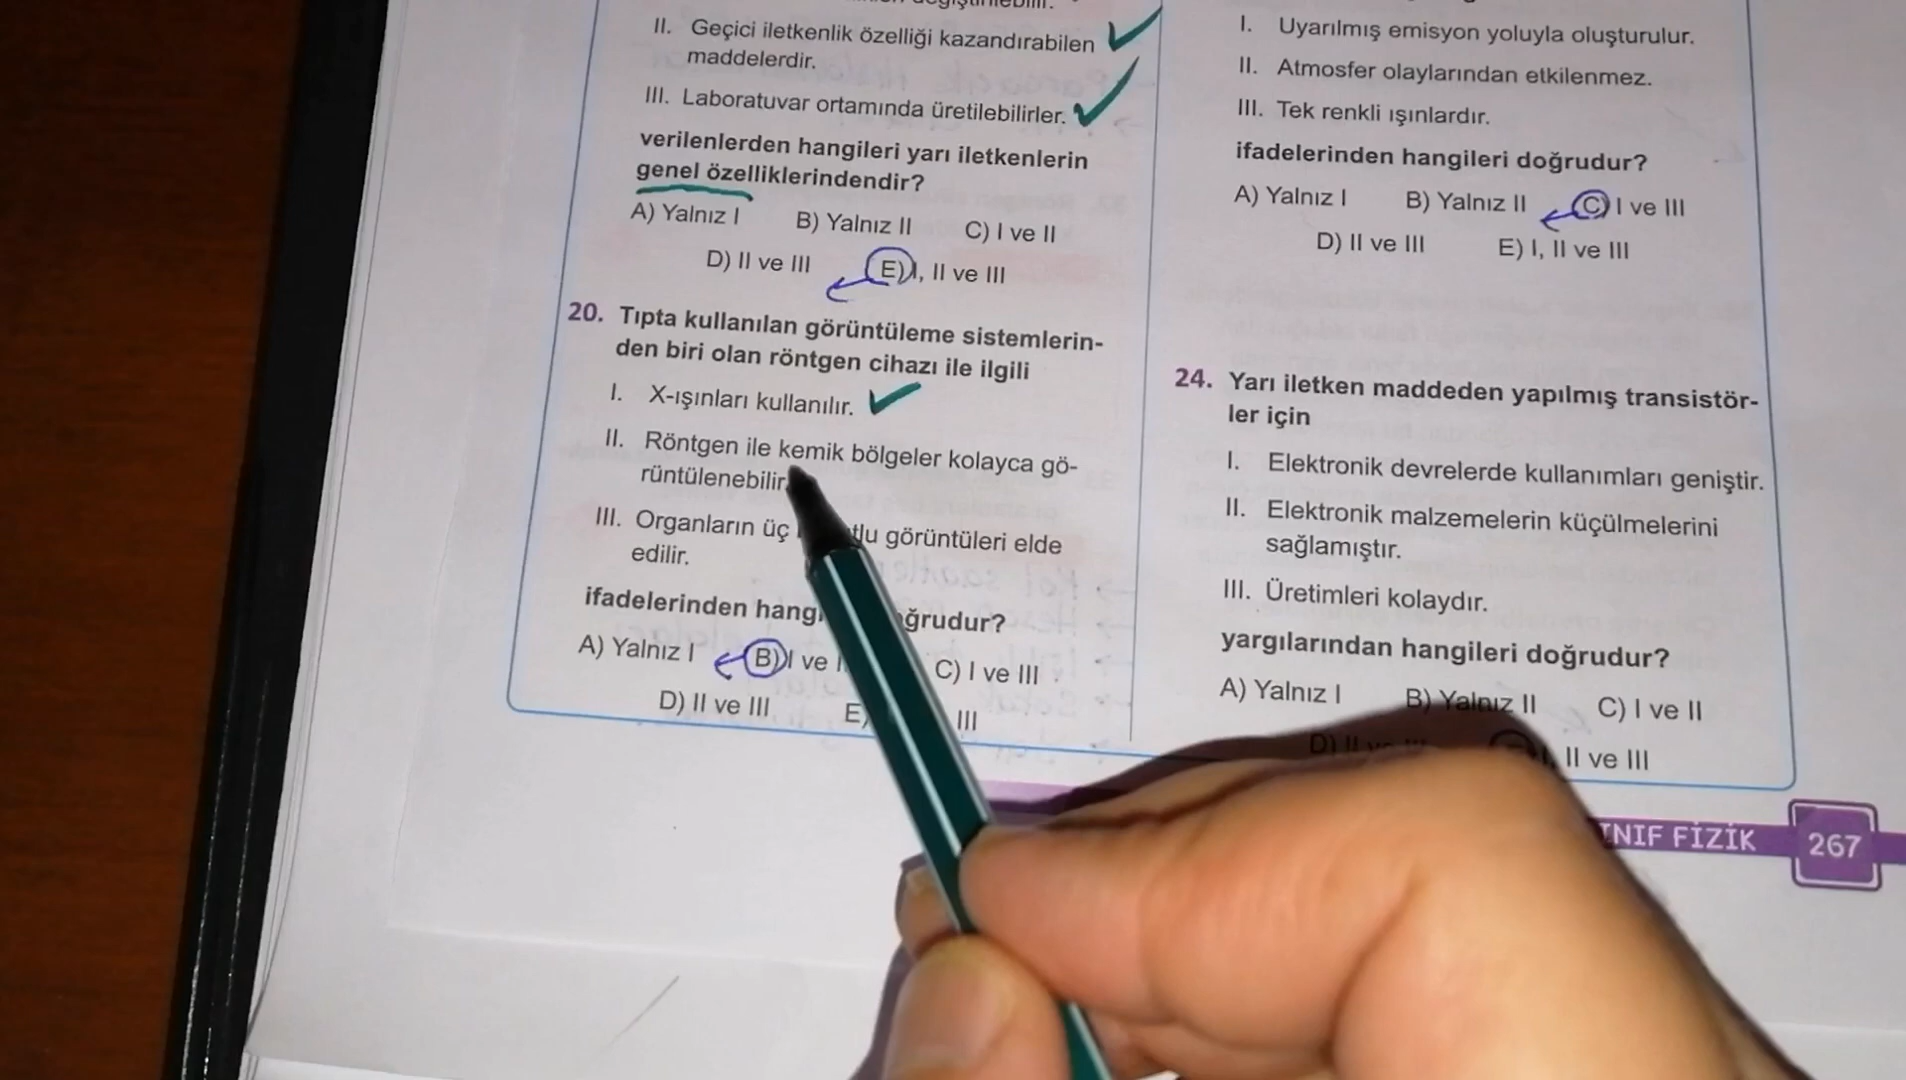 II. Geçici iletkenlik özelliği kazandırabilen
maddelerdir.
III. Laboratuvar ortamında üretilebilirler.
verilenlerden hangileri yarı iletkenlerin
genel özelliklerindendir?
A) Yalnız I B) Yalnız II C) I ve II
D) II ve III E) I, II ve III
20. Tıpta kullanılan görüntüleme sistemlerin-
den biri olan röntgen cihazı ile ilgili
I. X-ışınları kullanılır.
II. Röntgen ile kemik bölgeler kolayca gö-
rüntülenebilir
III. Organların üç görüntüleri elde
edilir.
ifadelerinden
A) Yalnız I B) I ve C) I ve III
D) II ve III E) III
I. Uyarılmış emisyon yoluyla oluşturulur.
II. Atmosfer olaylarından etkilenmez.
III. Tek renkli ışınlardır.
ifadelerinden hangileri doğrudur?
A) Yalnız I B) Yalnız II C) I ve III
D) II ve III E) I, II ve III
24. Yarı iletken maddeden yapılmış transistör-
ler için
I. Elektronik devrelerde kullanımları geniştir.
II. Elektronik malzemelerin küçülmelerini
sağlamıştır.
III. Üretimleri kolaydır.
yargılarından hangileri doğrudur?
A) Yalnız I B) Yalnız II C) I ve II
D) II II ve III
FİZİK 267